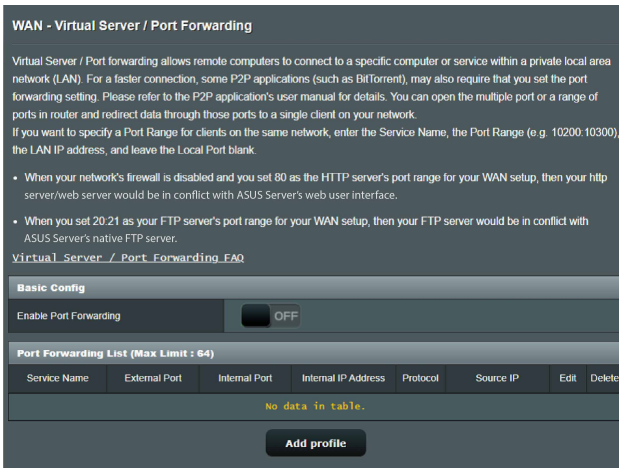 WAN - Virtual Server / Port Forwarding
Virtual Server / Port forwarding allows remote computers to connect to a specific computer or service within a private local area
network (LAN). For a faster connection, some P2P applications (such as BitTorrent), may also require that you set the port
forwarding setting. Please refer to the P2P application's user manual for details. You can open the multiple port or a range of
ports in router and redirect data through those ports to a single client on your network.
If you want to specify a Port Range for clients on the same network, enter the Service Name, the Port Range (e.g. 10200:10300),
the LAN IP address, and leave the Local Port blank.
• When your network's firewall is disabled and you set 80 as the HTTP server's port range for your WAN setup, then your http
server/web server would be in conflict with ASUS Server's web user interface.
• When you set 20:21 as your FTP server's port range for your WAN setup, then your FTP server would be in conflict with
ASUS Server's native FTP server.
Virtual Server / Port Forwarding FAQ
Basic Config
Enable Port Forwarding OFF
Port Forwarding List (Max Limit : 64)
Service Name External Port Internal Port Internal IP Address Protocol Source IP Edit Delete
No data in table.
Add profile